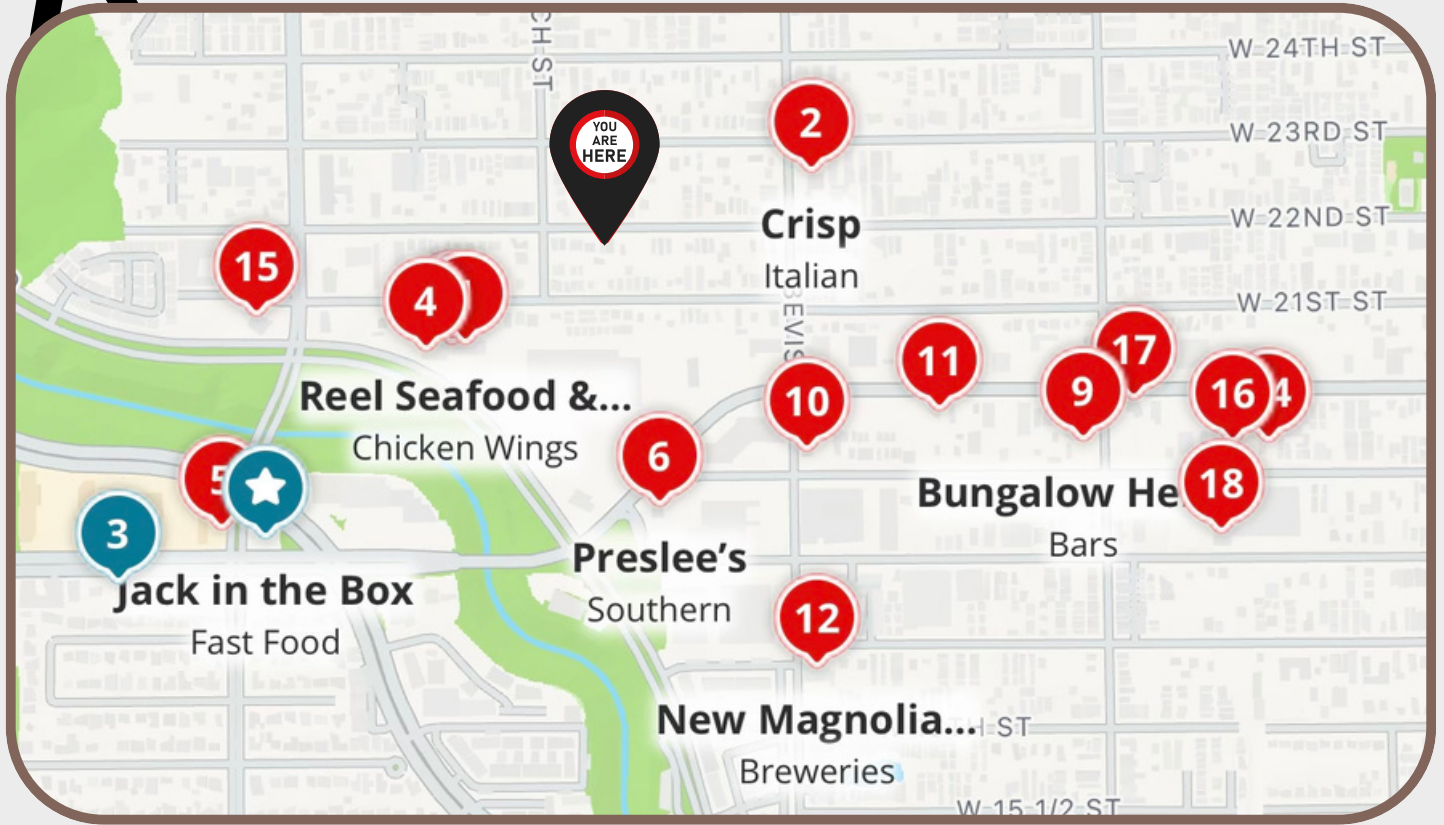 CH ST
W 24TH ST
YOU
ARE
HERE
2
W 23RD ST
Crisp
Italian
W 22ND ST
15
4
W 21ST ST
BEVIS
11
17
9
16
4
10
Reel Seafood &...
Chicken Wings
6
5
18
Bungalow He
Bars
3
Jack in the Box
Fast Food
Preslee’s
Southern
12
New Magnolia...
H ST
Breweries
W 15 1/2 ST